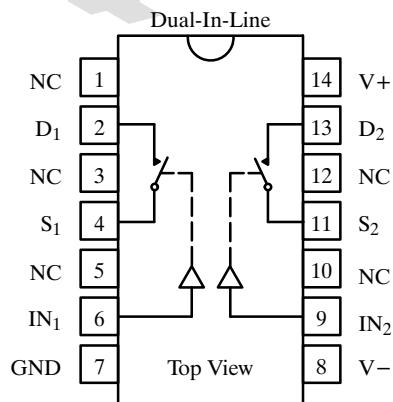 Dual-In-Line
NC 1 14 V+
D1 2 13 D2
NC 3 12 NC
S1 4 11 S2
NC 5 10 NC
IN1 6 9 IN2
GND 7 Top View 8 V−